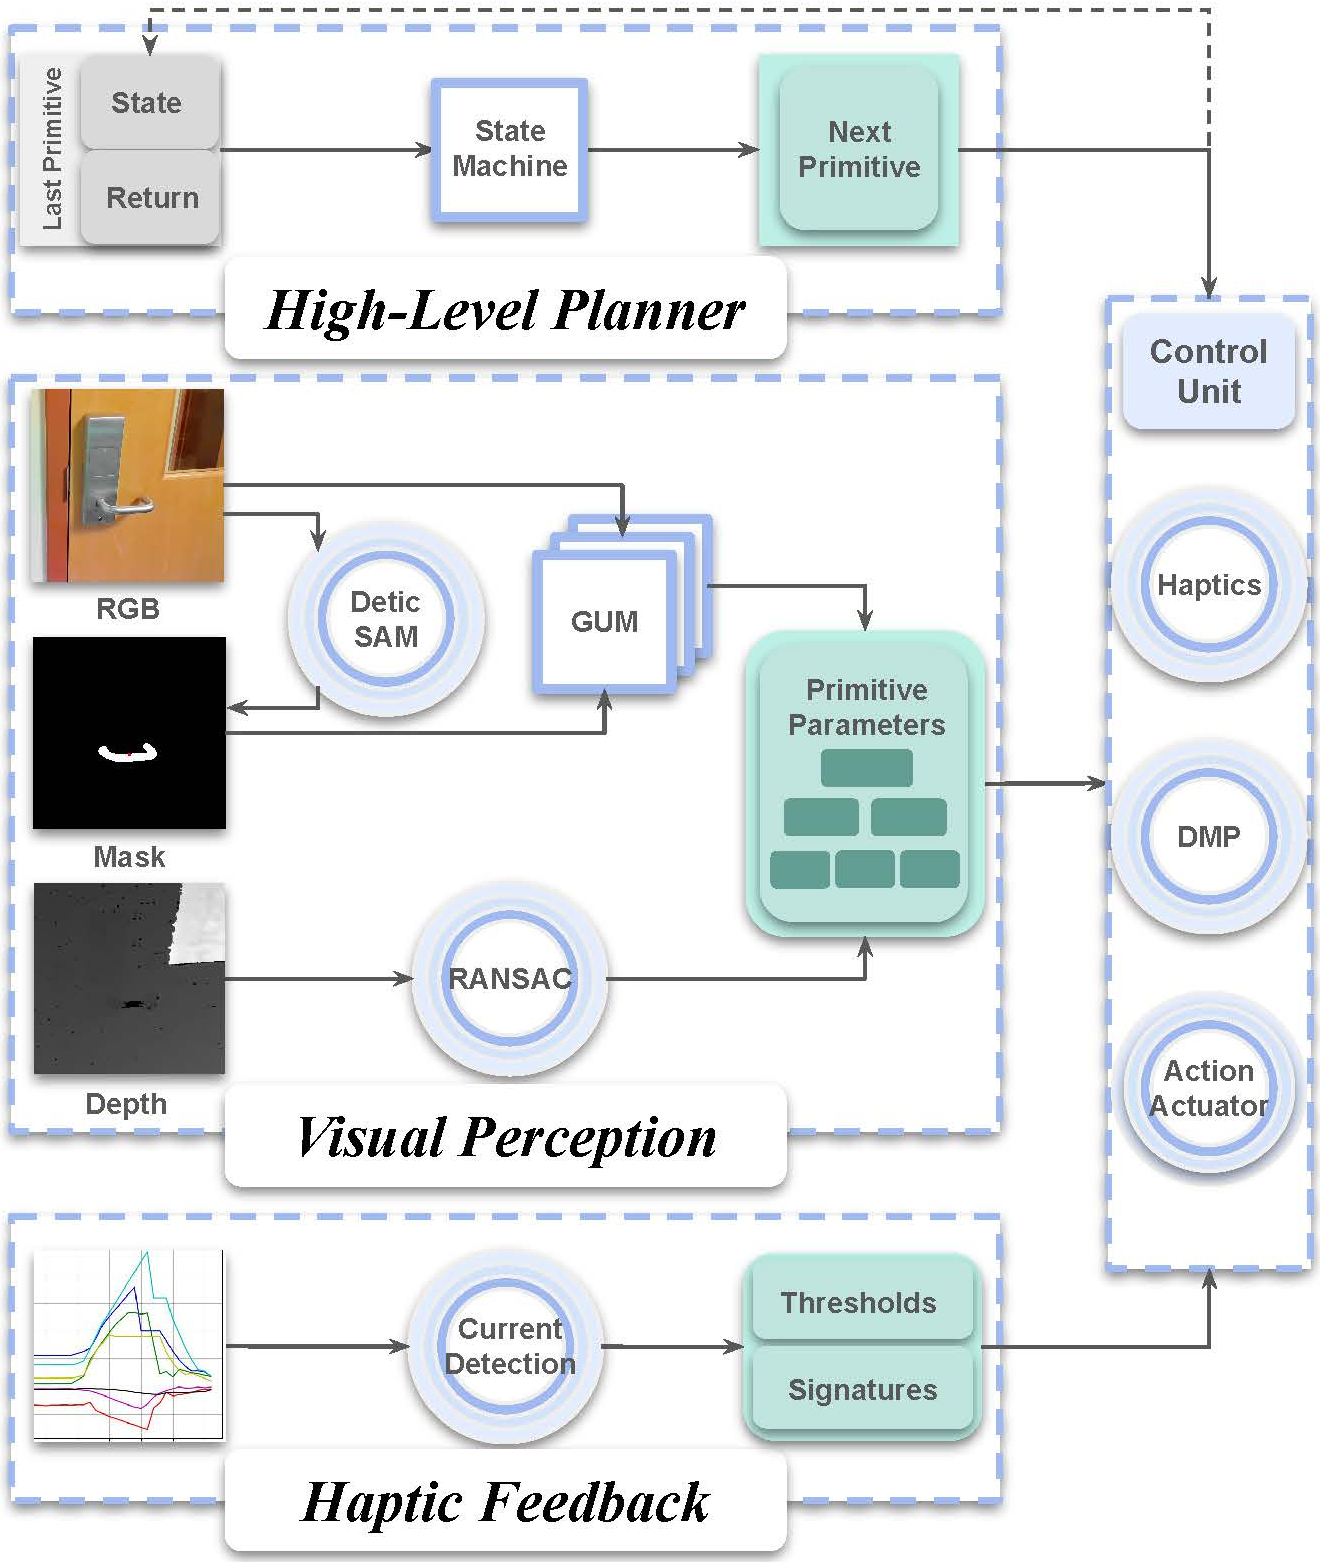 Last Primitive
State
Return
State
Machine
Next
Primitive
High-Level Planner
Control
Unit
Haptics
DMP
Action
Actuator
RGB
Detic
SAM
GUM
Mask
Primitive
Parameters
RANSAC
Depth
Visual Perception
Current
Detection
Thresholds
Signatures
Haptic Feedback